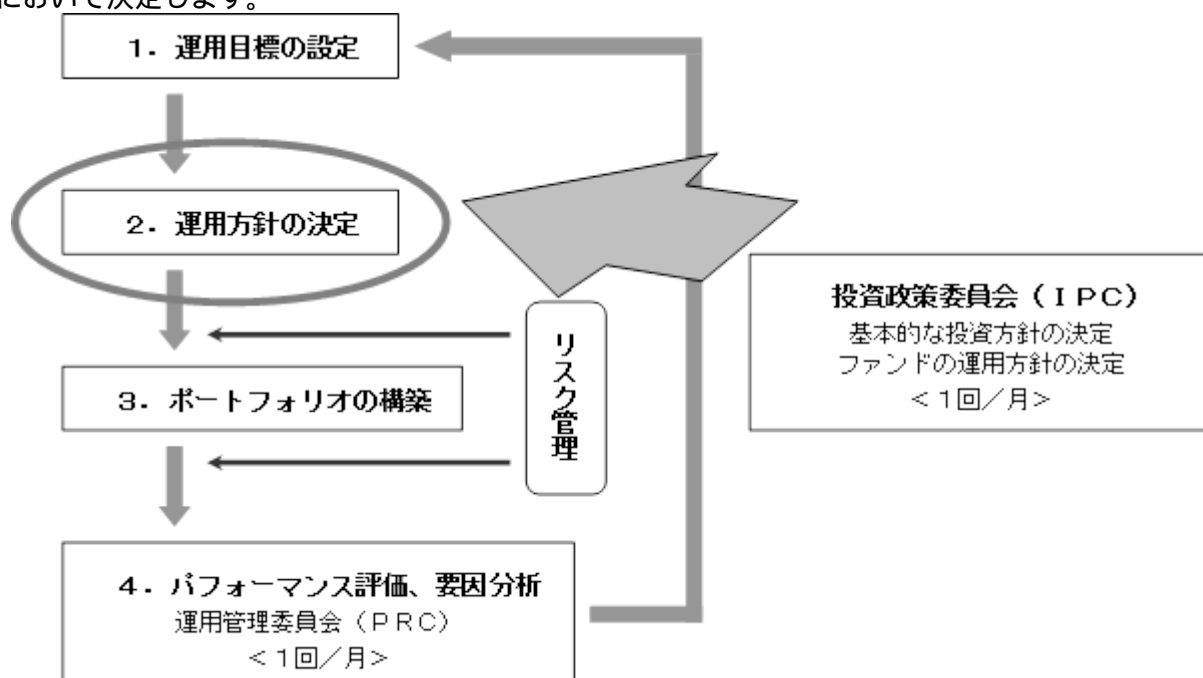 において決定します。
1．運用目標の設定
2．運用方針の決定
投資政策委員会（ＩＰＣ）
基本的な投資方針の決定
ファンドの運用方針の決定
＜１回／月＞
リスク管理
3．ポートフォリオの構築
4．パフォーマンス評価、要因分析
運用管理委員会（ＰＲＣ）
＜１回／月＞